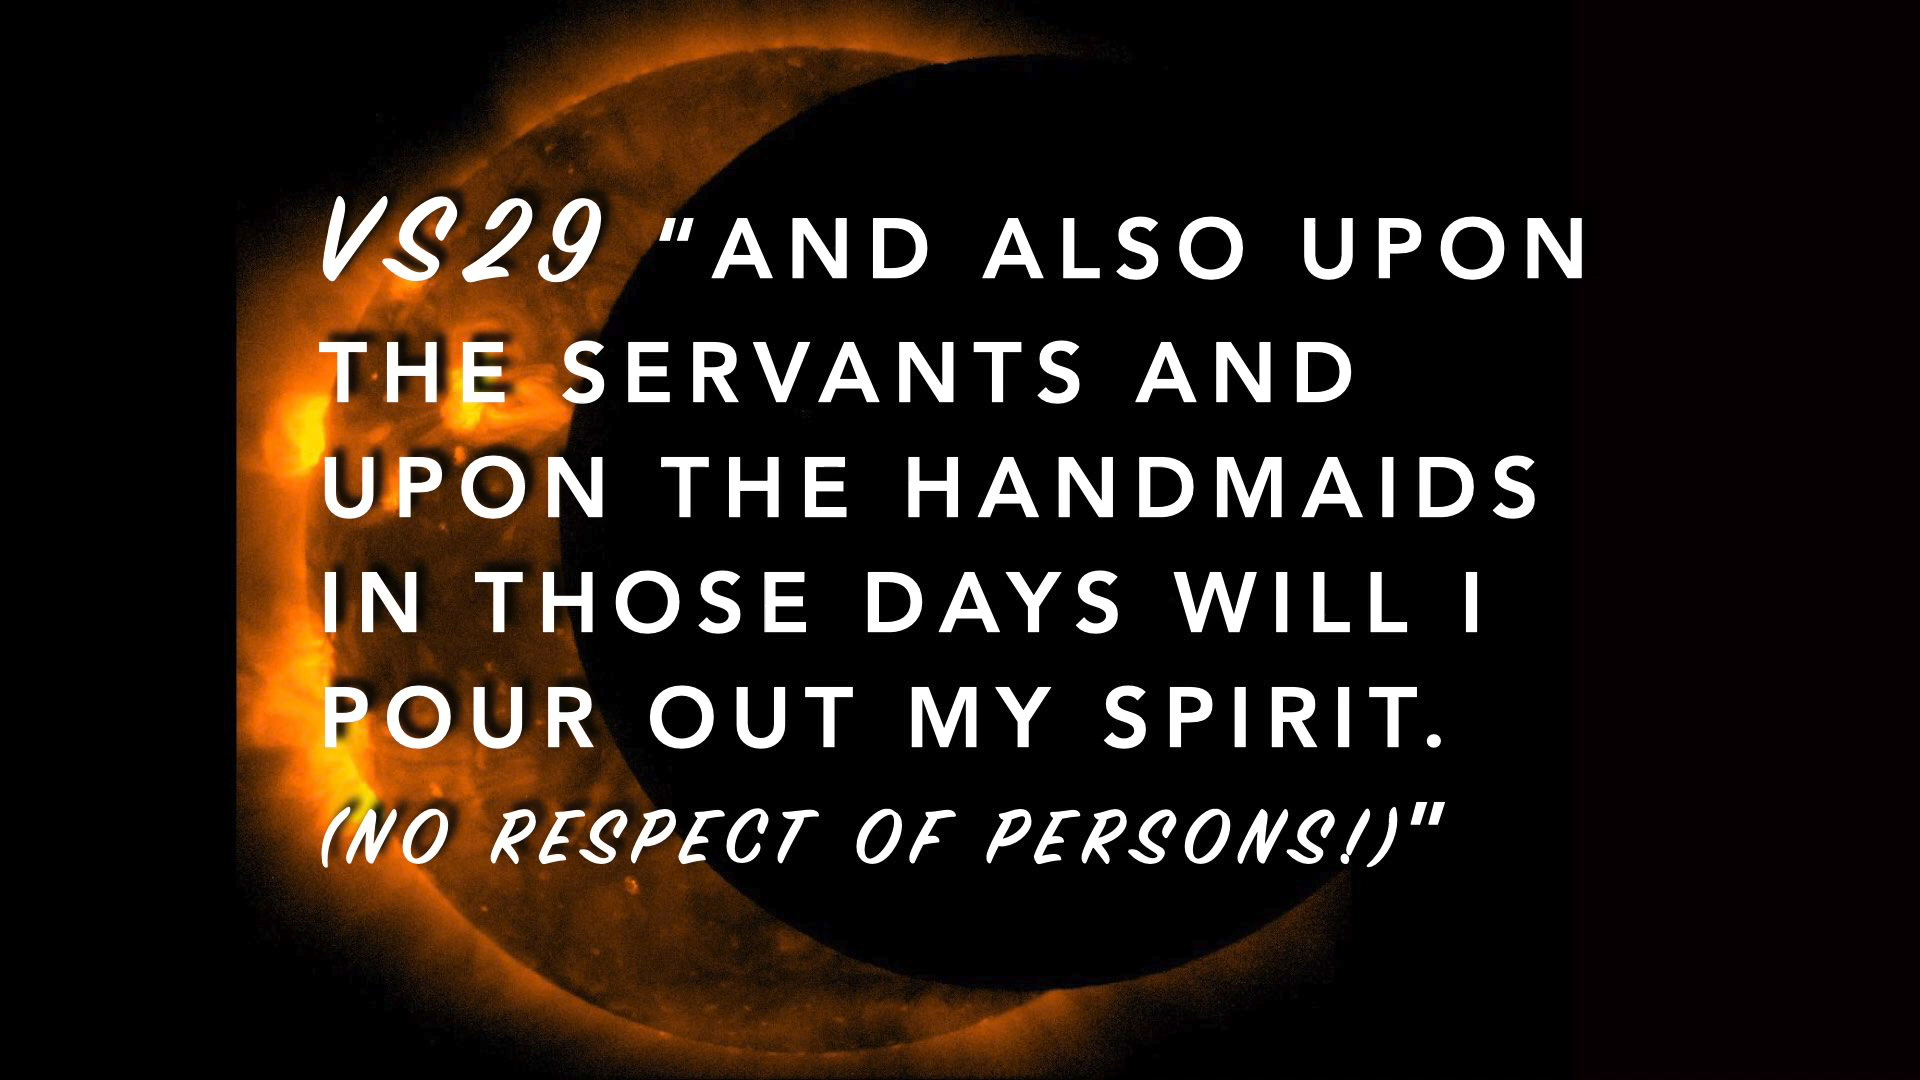 VS29 "AND ALSO UPON
THE SERVANTS AND
UPON THE HANDMAIDS
IN THOSE DAYS WILL I
POUR OUT MY SPIRIT.
(NO RESPECT OF PERSONS!)"